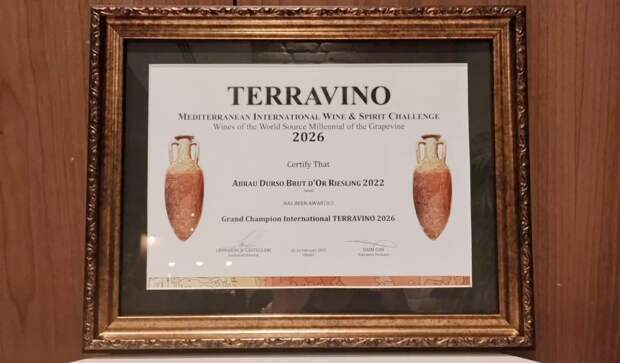 TERRAVINO
MEDITERRANEAN INTERNATIONAL WINE & SPIRIT CHALLENGE
Wines of the World Source Millennial of the Grapevine
2026
Certify That
ABRAU DURSO BRUT D'OR RIESLING 2022
HAS BEEN AWARDED
Grand Champion International TERRAVINO 2026